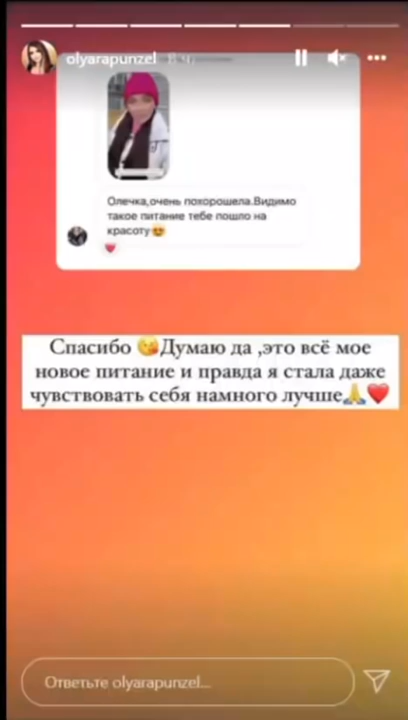 olyarapunzel
Олечка,очень похорошела.Видимо
такое питание тебе пошло на
красоту😍
Спасибо 😘Думаю да ,это всё мое
новое питание и правда я стала даже
чувствовать себя намного лучше🙏❤️
Ответьте olyarapunzel...